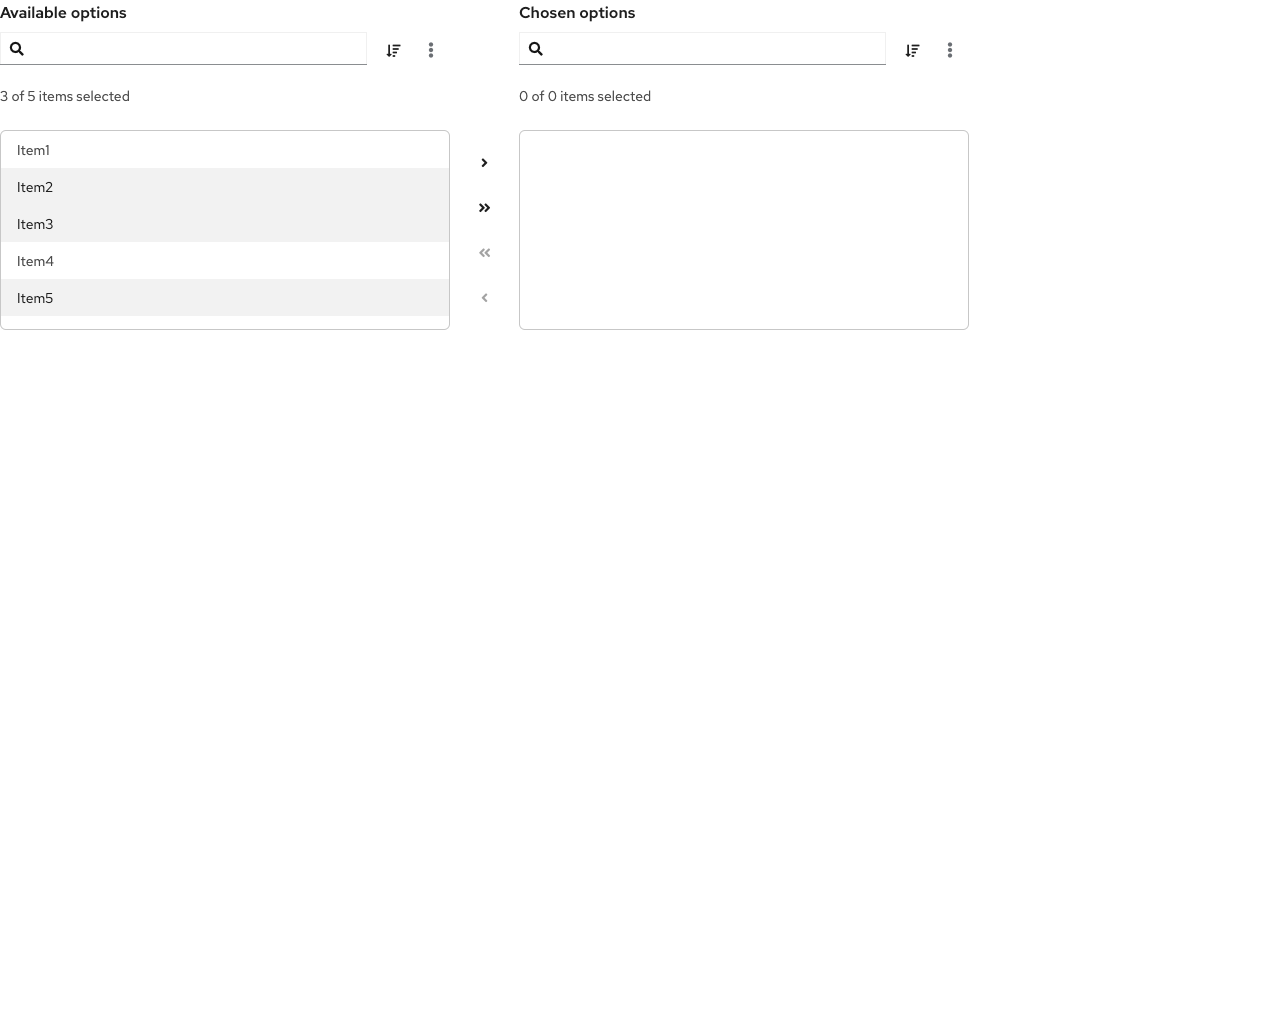 Available options
3 of 5 items selected
Item1
Item2
Item3
Item4
Item5
Chosen options
0 of 0 items selected